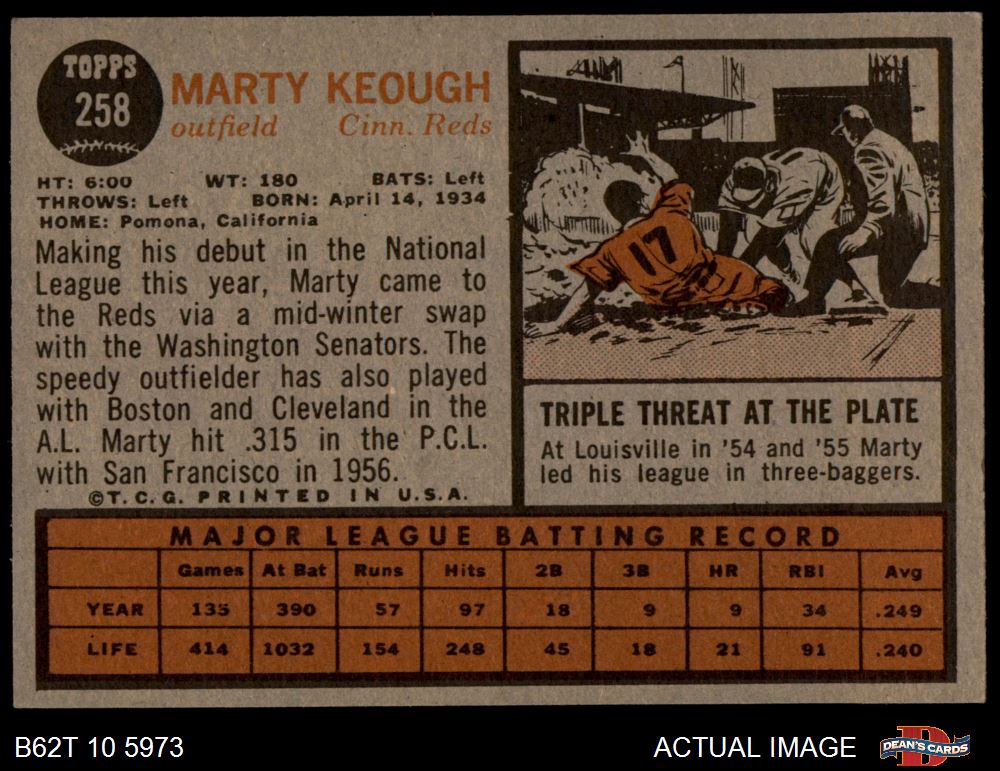 TOPPS
258
MARTY KEOUGH
outfield Cinn. Reds
HT: 6:00 WT: 180 BATS: Left
THROWS: Left BORN: April 14, 1934
HOME: Pomona, California
Making his debut in the National
League this year, Marty came to
the Reds via a mid-winter swap
with the Washington Senators. The
speedy outfielder has also played
with Boston and Cleveland in the
A.L. Marty hit .315 in the P.C.L.
with San Francisco in 1956.
©T.C.G. PRINTED IN U.S.A.
17
TRIPLE THREAT AT THE PLATE
At Louisville in '54 and '55 Marty
led his league in three-baggers.
MAJOR LEAGUE BATTING RECORD
Games At Bat Runs Hits 2B 3B HR RBI Avg
YEAR 135 390 57 97 18 9 9 34 .249
LIFE 414 1032 154 248 45 18 21 91 .240
B62T 10 5973
ACTUAL IMAGE
DEAN'S CARDS